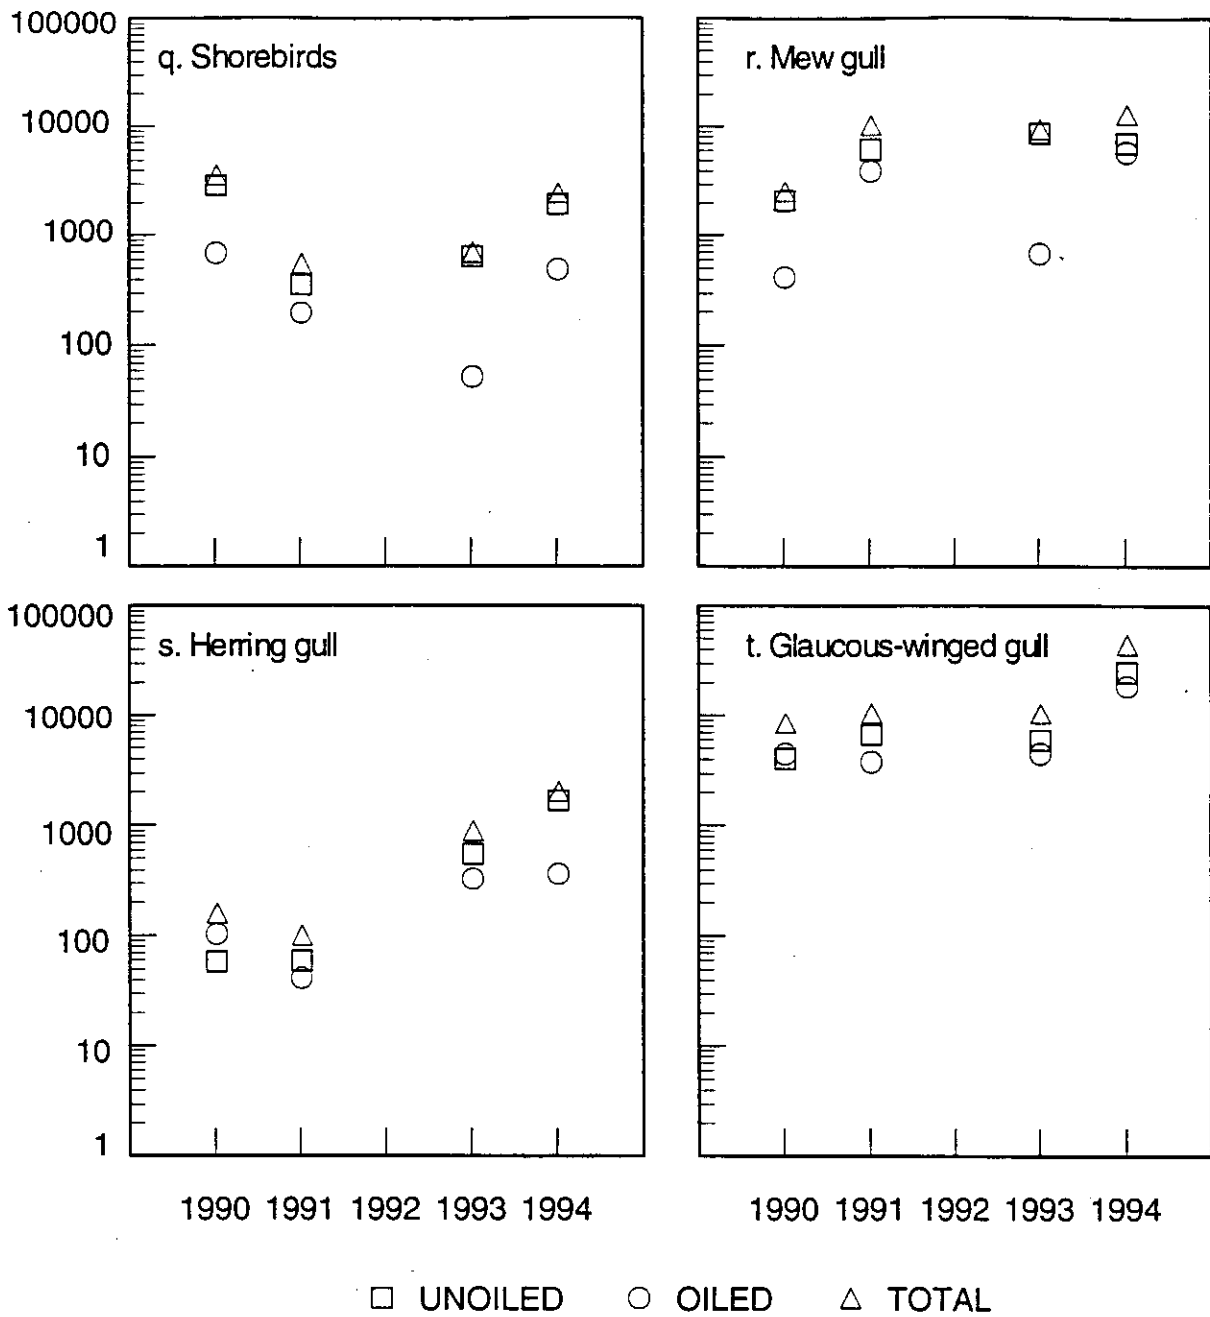 100000
10000
1000
100
10
1
q. Shorebirds
r. Mew gull
100000
10000
1000
100
10
1
s. Herring gull
t. Glaucous-winged gull
1990 1991 1992 1993 1994
1990 1991 1992 1993 1994
UNOILED OILED TOTAL